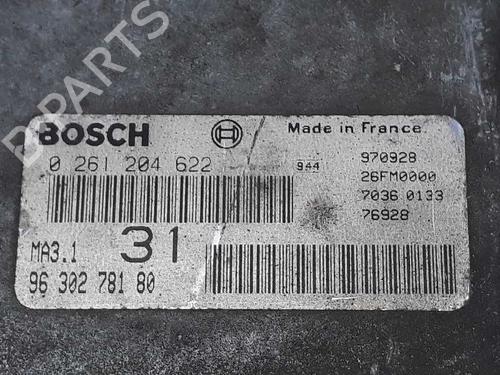 B-PARTS
BOSCH
Made in France
0 261 204 622
944
970928
26FM0000
7036 0133
76928
MA3.1
31
96 302 781 80